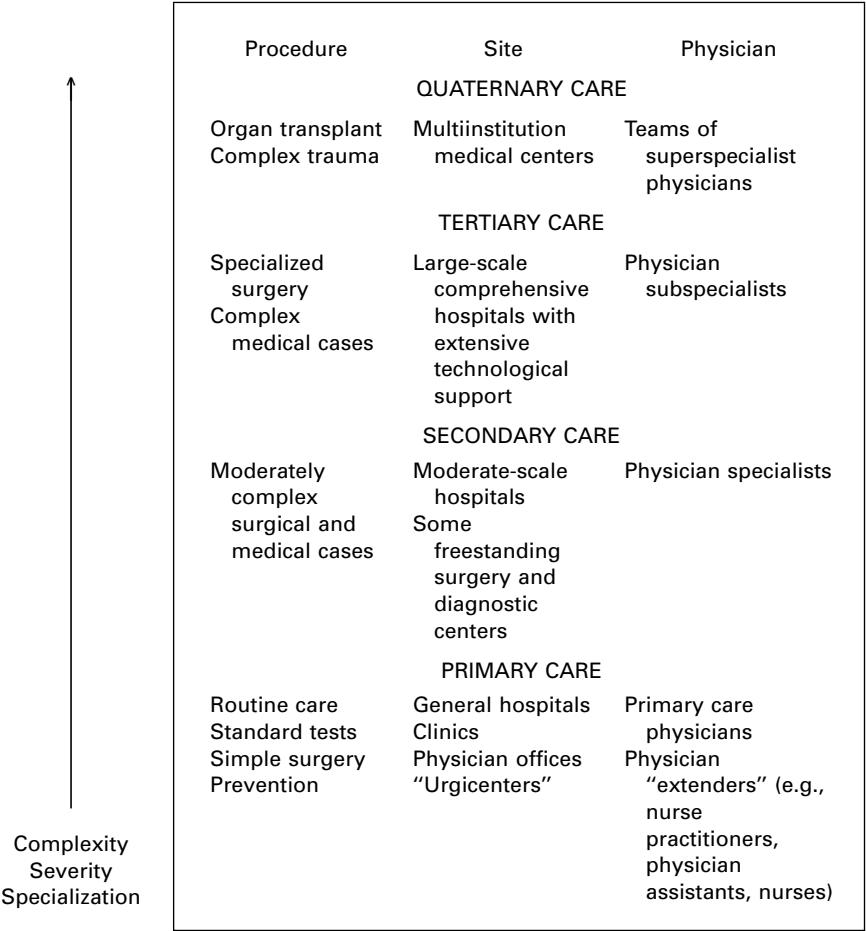 Procedure Site Physician
QUATERNARY CARE
Organ transplant
Complex trauma
Multiinstitution
medical centers
Teams of
superspecialist
physicians
TERTIARY CARE
Specialized
surgery
Complex
medical cases
Large-scale
comprehensive
hospitals with
extensive
technological
support
Physician
subspecialists
SECONDARY CARE
Moderately
complex
surgical and
medical cases
Moderate-scale
hospitals
Some
freestanding
surgery and
diagnostic
centers
Physician specialists
PRIMARY CARE
Routine care
Standard tests
Simple surgery
Prevention
General hospitals
Clinics
Physician offices
“Urgicenters”
Primary care
physicians
Physician
“extenders” (e.g.,
nurse
practitioners,
physician
assistants, nurses)
Complexity
Severity
Specialization